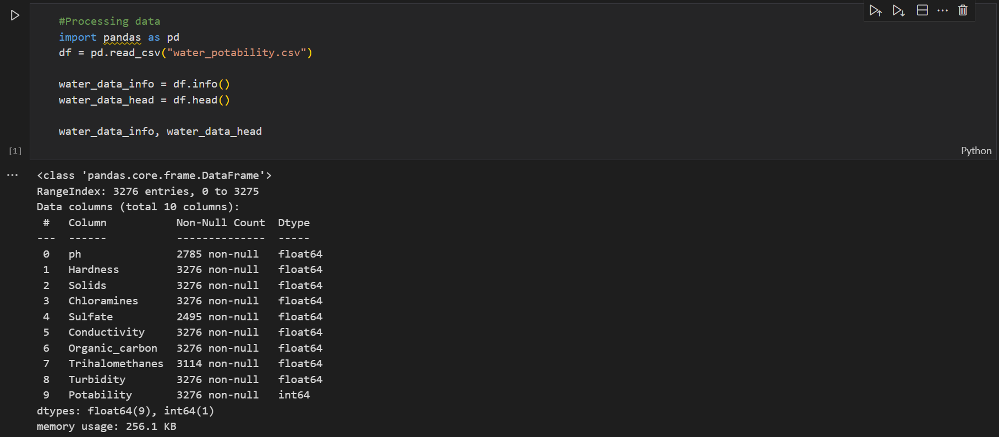 #Processing data
import pandas as pd
df = pd.read_csv("water_potability.csv")
water_data_info = df.info()
water_data_head = df.head()
water_data_info, water_data_head
[1]
Python
<class 'pandas.core.frame.DataFrame'>
RangeIndex: 3276 entries, 0 to 3275
Data columns (total 10 columns):
 #   Column           Non-Null Count  Dtype
---  ------           --------------  -----
 0   ph               2785 non-null   float64
 1   Hardness         3276 non-null   float64
 2   Solids           3276 non-null   float64
 3   Chloramines      3276 non-null   float64
 4   Sulfate          2495 non-null   float64
 5   Conductivity     3276 non-null   float64
 6   Organic_carbon   3276 non-null   float64
 7   Trihalomethanes  3114 non-null   float64
 8   Turbidity        3276 non-null   float64
 9   Potability       3276 non-null   int64
dtypes: float64(9), int64(1)
memory usage: 256.1 KB